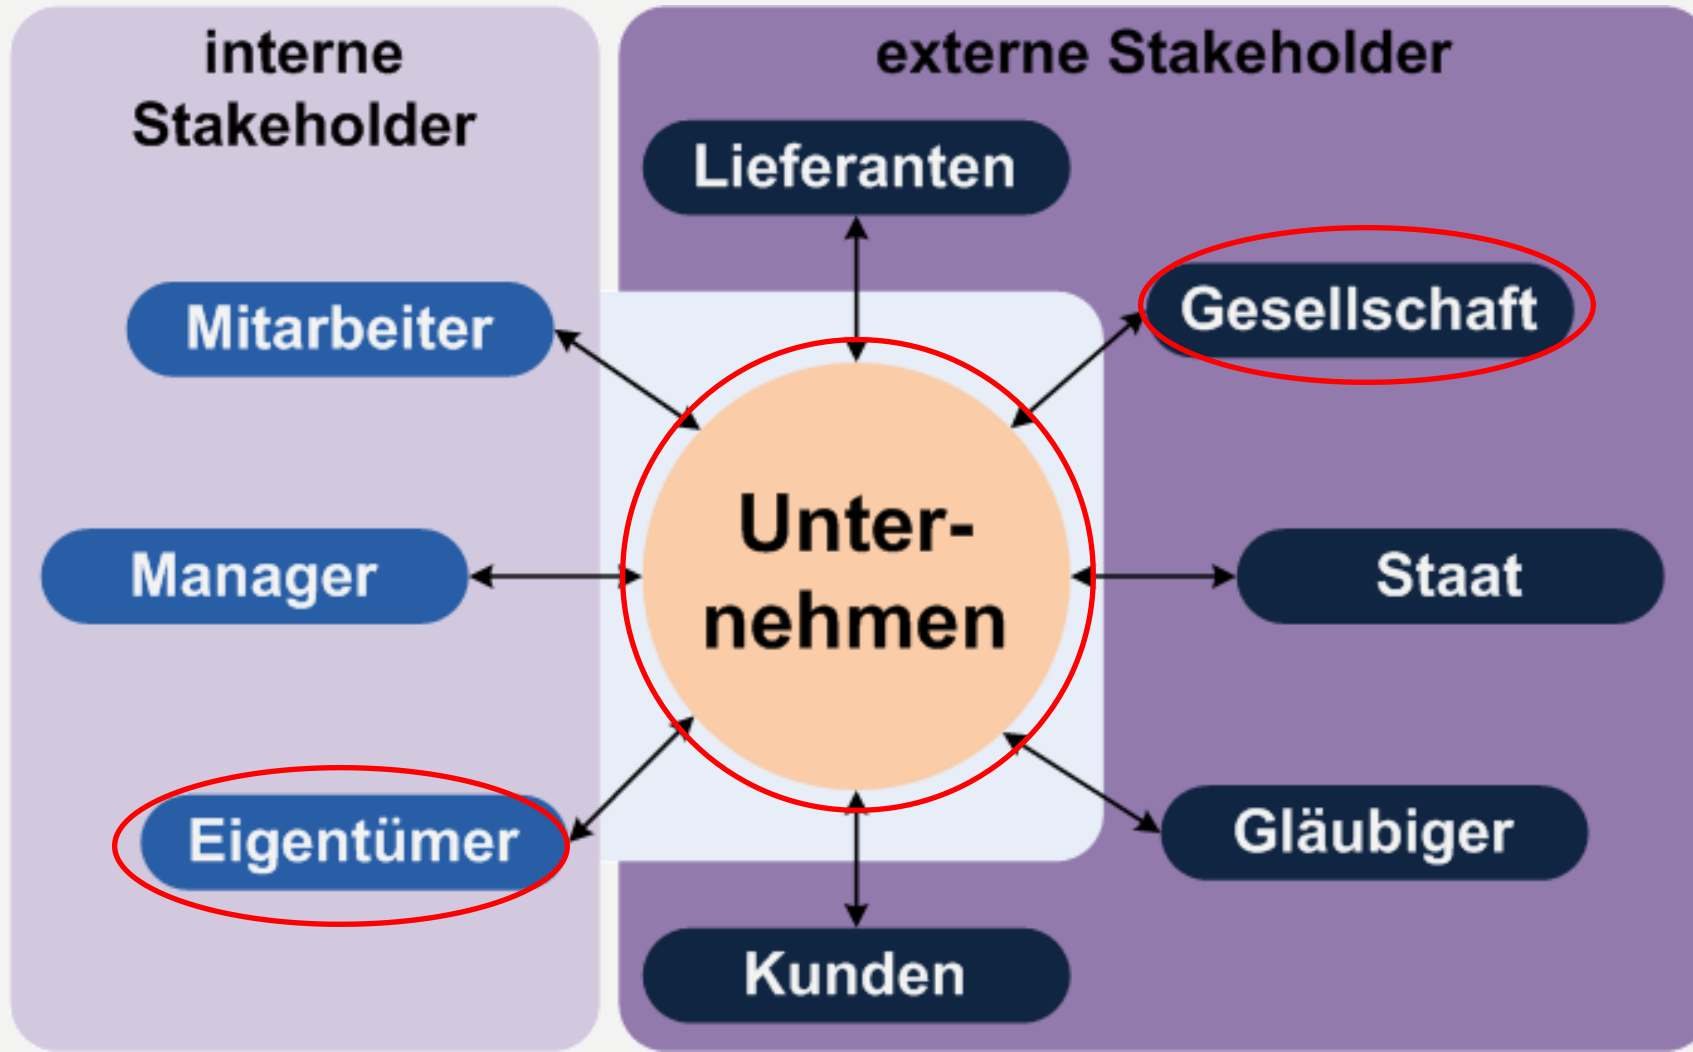 interne
Stakeholder
externe Stakeholder
Lieferanten
Mitarbeiter
Gesellschaft
Unter-
nehmen
Manager
Staat
Eigentümer
Gläubiger
Kunden